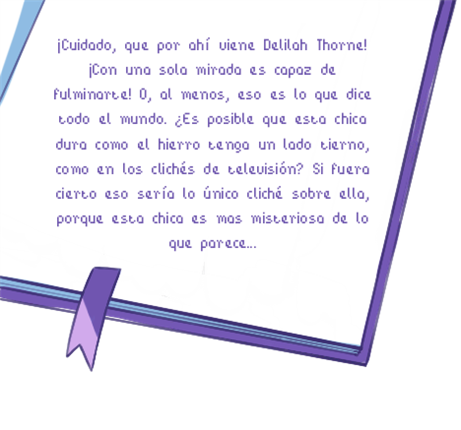 ¡Cuidado, que por ahí viene Delilah Thorne!
¡Con una sola mirada es capaz de
fulminarte! O, al menos, eso es lo que dice
todo el mundo. ¿Es posible que esta chica
dura como el hierro tenga un lado tierno,
como en los clichés de televisión? Si fuera
cierto eso sería lo único cliché sobre ella,
porque esta chica es mas misteriosa de lo
que parece...